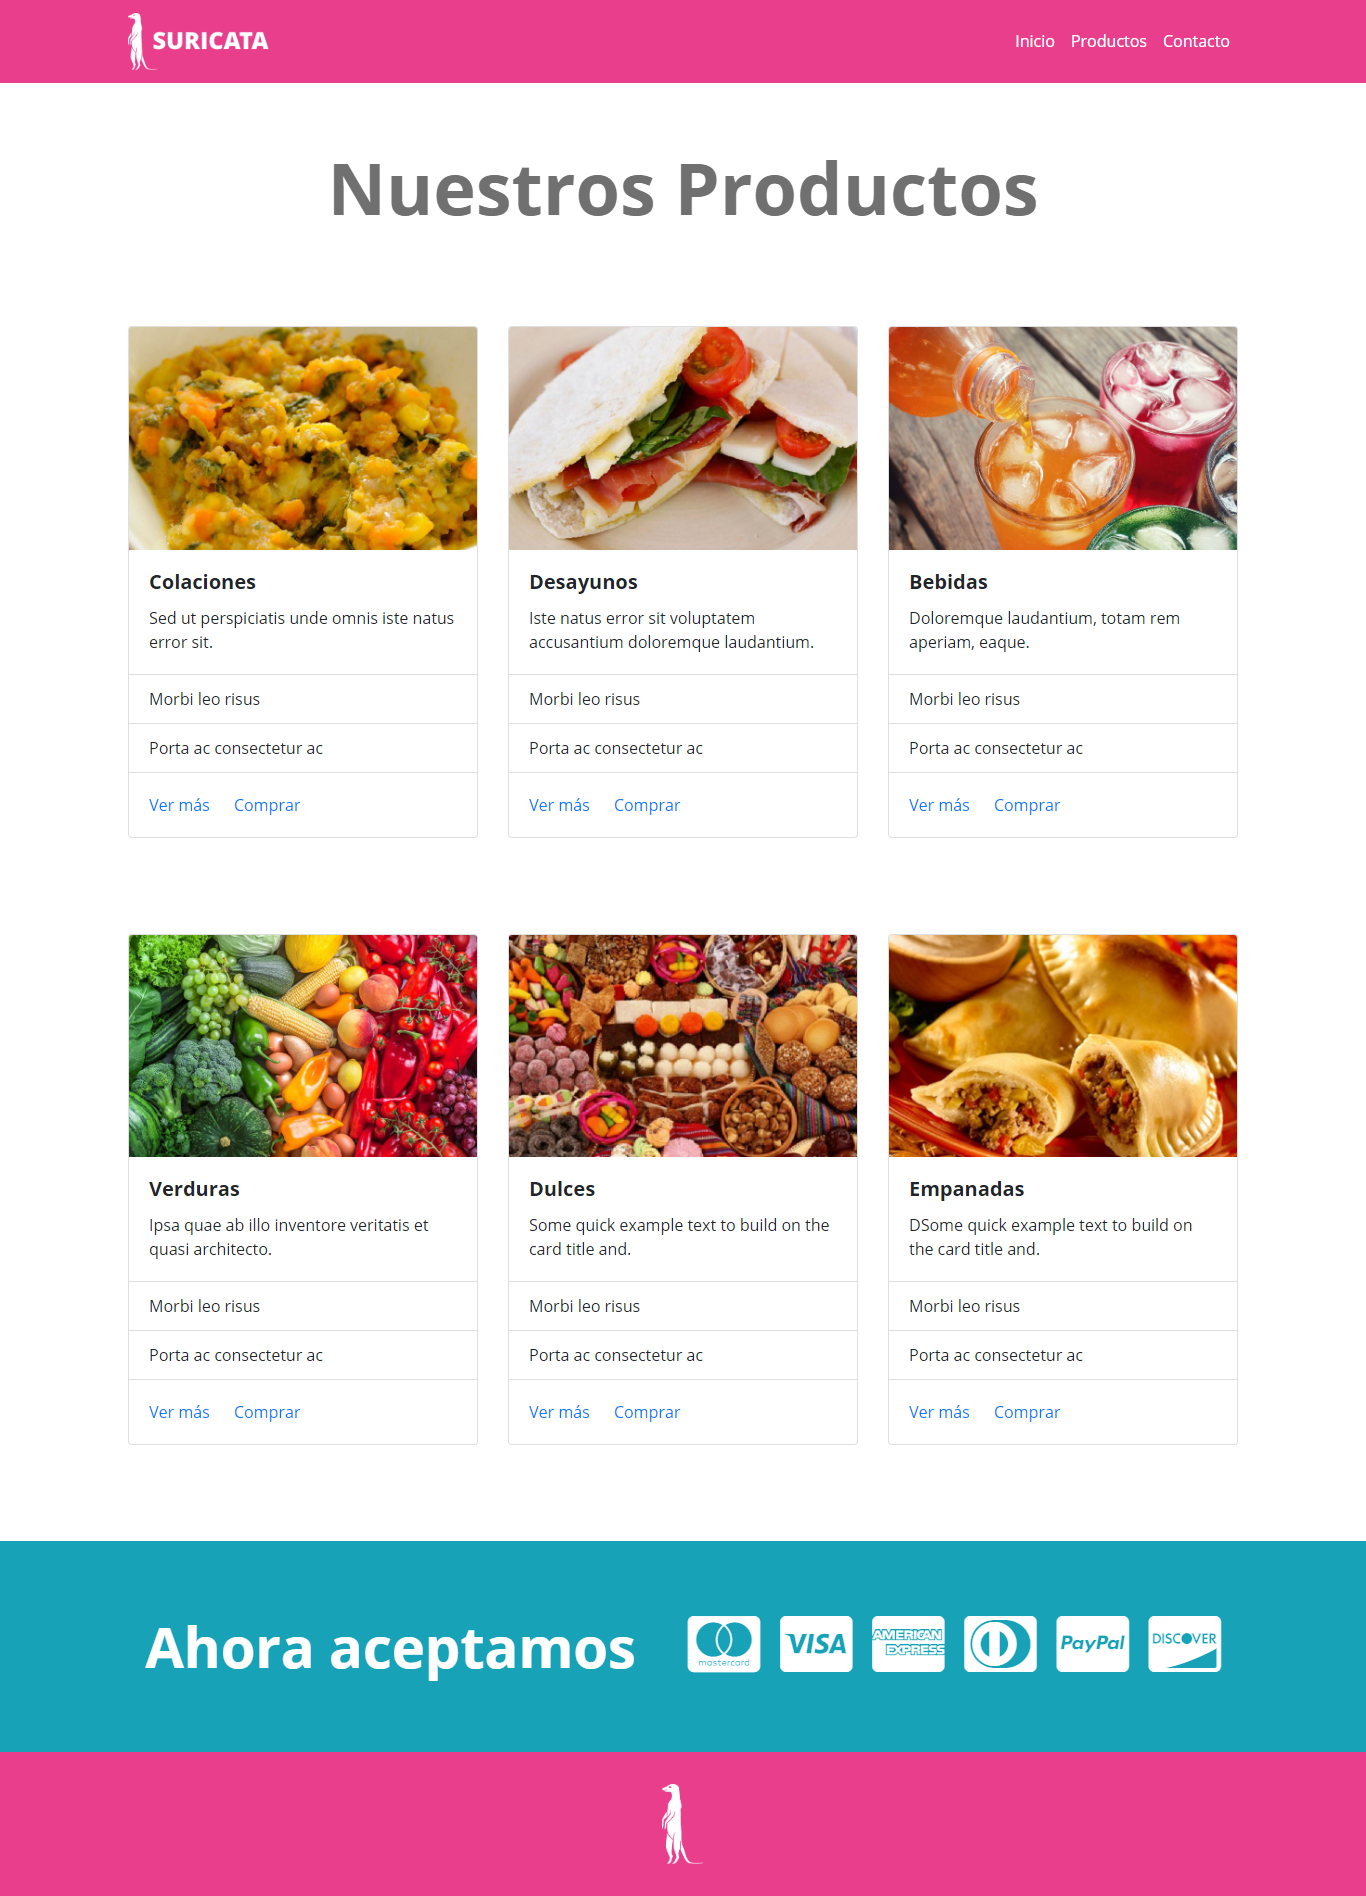 SURICATA
Inicio Productos Contacto
Nuestros Productos
Colaciones
Sed ut perspiciatis unde omnis iste natus
error sit.
Morbi leo risus
Porta ac consectetur ac
Ver más Comprar
Desayunos
Iste natus error sit voluptatem
accusantium doloremque laudantium.
Morbi leo risus
Porta ac consectetur ac
Ver más Comprar
Bebidas
Doloremque laudantium, totam rem
aperiam, eaque.
Morbi leo risus
Porta ac consectetur ac
Ver más Comprar
Verduras
Ipsa quae ab illo inventore veritatis et
quasi architecto.
Morbi leo risus
Porta ac consectetur ac
Ver más Comprar
Dulces
Some quick example text to build on the
card title and.
Morbi leo risus
Porta ac consectetur ac
Ver más Comprar
Empanadas
DSome quick example text to build on
the card title and.
Morbi leo risus
Porta ac consectetur ac
Ver más Comprar
Ahora aceptamos
mastercard.
VISA
AMERICAN
EXPRESS
PayPal
DISCOVER